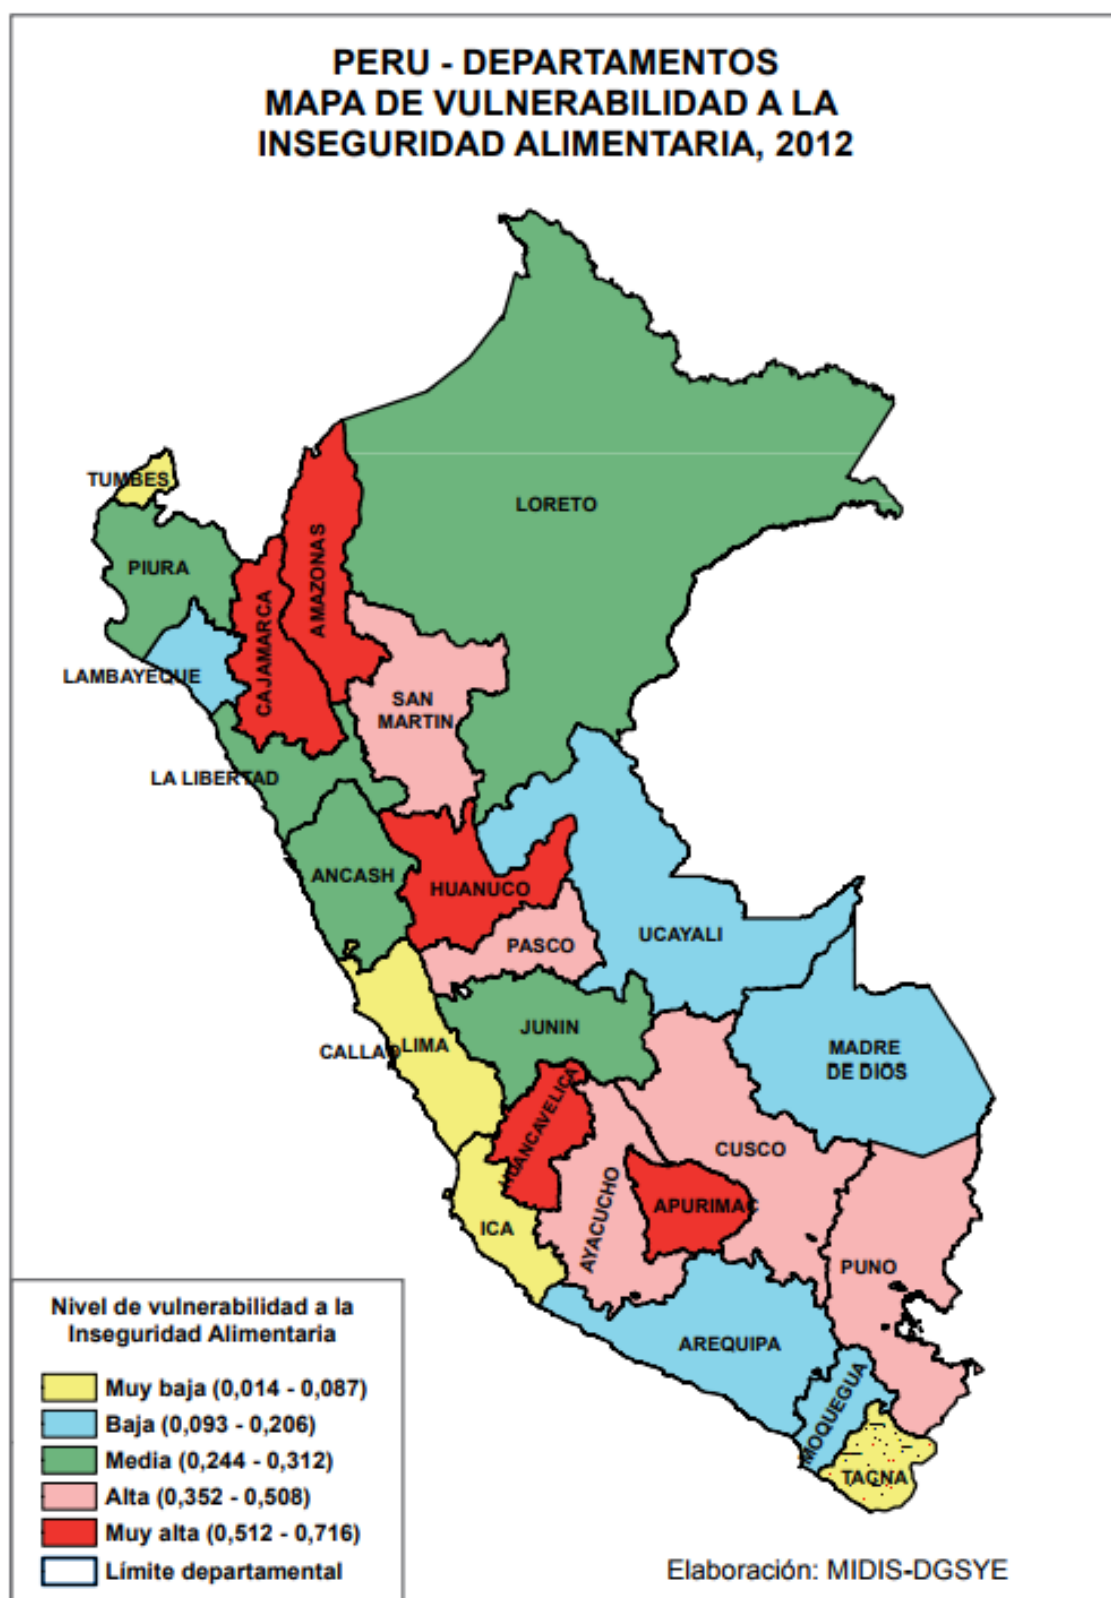 PERU - DEPARTAMENTOS
MAPA DE VULNERABILIDAD A LA
INSEGURIDAD ALIMENTARIA, 2012
TUMBES
LORETO
PIURA
AMAZONAS
CAJAMARCA
LAMBAYEQUE
SAN
MARTIN
LA LIBERTAD
ANCASH
HUANUCO
UCAYALI
PASCO
JUNIN
CALLAO
LIMA
MADRE
DE DIOS
HUANCAVELICA
CUSCO
AYACUCHO
APURIMAC
ICA
PUNO
AREQUIPA
MOQUEGUA
TACNA
Nivel de vulnerabilidad a la
Inseguridad Alimentaria
Muy baja (0,014 - 0,087)
Baja (0,093 - 0,206)
Media (0,244 - 0,312)
Alta (0,352 - 0,508)
Muy alta (0,512 - 0,716)
Límite departamental
Elaboración: MIDIS-DGSYE